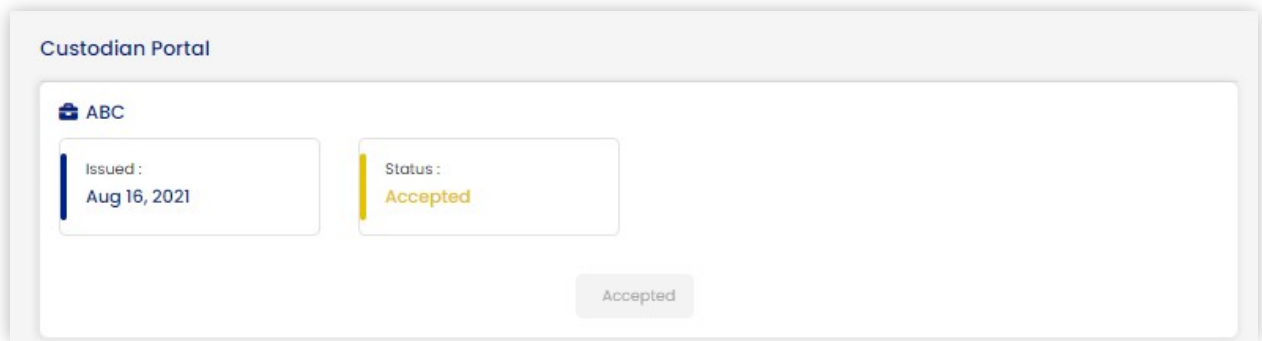 Custodian Portal
ABC
Issued :
Aug 16, 2021
Status :
Accepted
Accepted